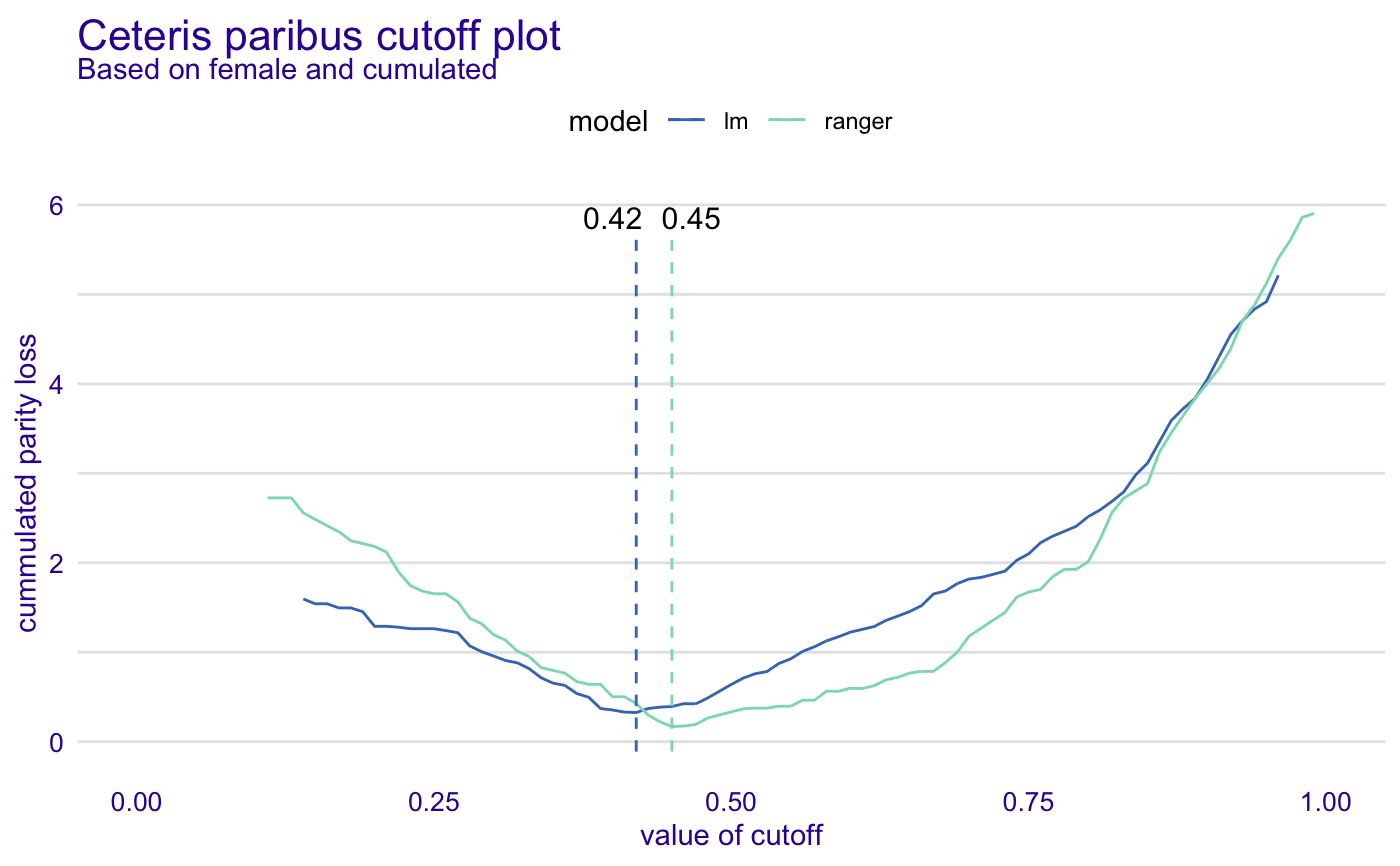 Ceteris paribus cutoff plot
Based on female and cumulated
model lm ranger
6
0.42 0.45
4
2
0
cummulated parity loss
0.00 0.25 0.50 0.75 1.00
value of cutoff